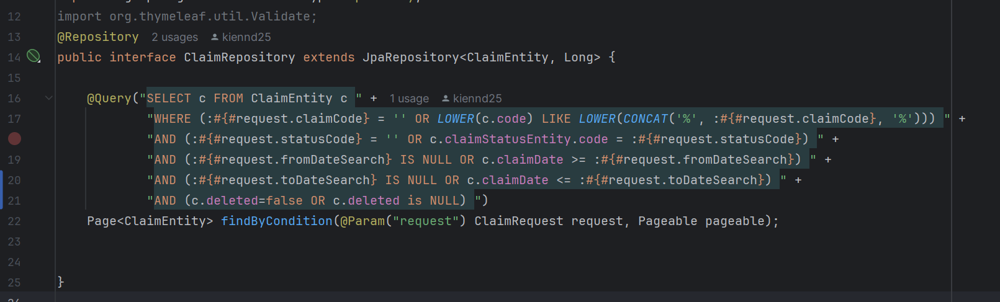 12 import org.thymeleaf.util.Validate;
13 @Repository 2 usages kiennd25
14 public interface ClaimRepository extends JpaRepository<ClaimEntity, Long> {
15
16 @Query("SELECT c FROM ClaimEntity c " + 1 usage kiennd25
17 "WHERE (:#{#request.claimCode} = '' OR LOWER(c.code) LIKE LOWER(CONCAT('%', :#{#request.claimCode}, '%'))) " +
"AND (:#{#request.statusCode} = '' OR c.claimStatusEntity.code = :#{#request.statusCode}) " +
19 "AND (:#{#request.fromDateSearch} IS NULL OR c.claimDate >= :#{#request.fromDateSearch}) " +
20 "AND (:#{#request.toDateSearch} IS NULL OR c.claimDate <= :#{#request.toDateSearch}) " +
21 "AND (c.deleted=false OR c.deleted is NULL) ")
22 Page<ClaimEntity> findByCondition(@Param("request") ClaimRequest request, Pageable pageable);
23
24
25 }